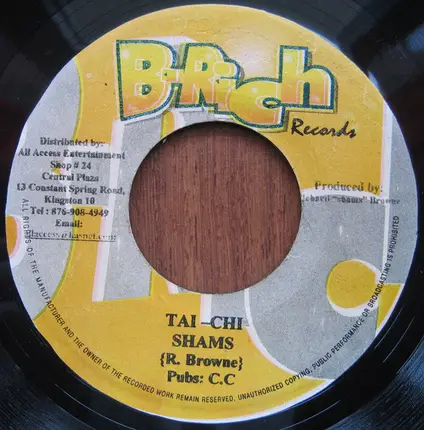 B-Rich
Records
Distributed by:
All Access Entertainment
Shop # 24
Central Plaza
13 Constant Spring Road,
Kingston 10
Tel : 876-908-4949
Email:
Produced by:
"shams" Browne
TAI –CHI
SHAMS
{R. Browne}
Pubs: C.C
ALL RIGHTS OF THE MANUFACTURER AND THE OWNER OF THE RECORDED WORK REMAIN RESERVED. UNAUTHORIZED COPYING, PUBLIC PERFORMANCE OR BROADCASTING IS PROHIBITED